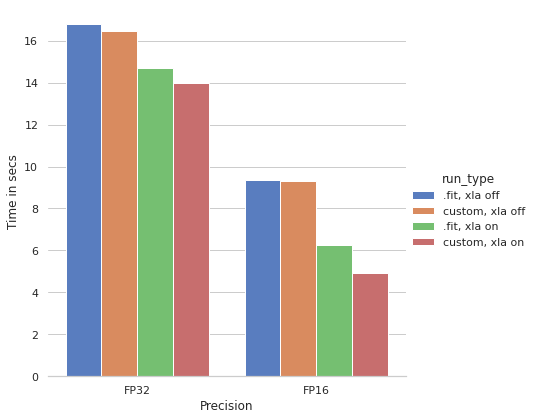 16
14
12
10
8
6
4
2
0
Time in secs
FP32
FP16
Precision
run_type
.fit, xla off
custom, xla off
.fit, xla on
custom, xla on